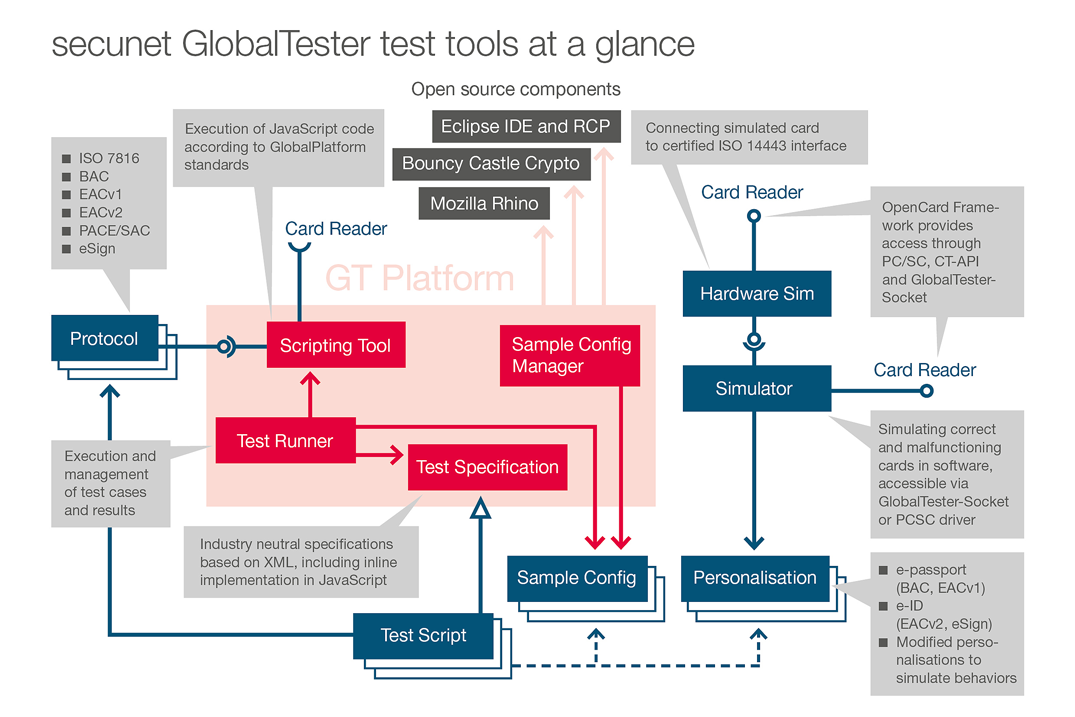 secunet GlobalTester test tools at a glance
Open source components
Eclipse IDE and RCP
Bouncy Castle Crypto
Mozilla Rhino
ISO 7816
BAC
EACv1
EACv2
PACE/SAC
eSign
Execution of JavaScript code
according to GlobalPlatform
standards
Card Reader
GT Platform
Connecting simulated card
to certified ISO 14443 interface
Card Reader
OpenCard Frame-
work provides
access through
PC/SC, CT-API
and GlobalTester-
Socket
Hardware Sim
Protocol
Scripting Tool
Sample Config
Manager
Simulator
Card Reader
Test Runner
Test Specification
Execution and
management
of test cases
and results
Simulating correct
and malfunctioning
cards in software,
accessible via
GlobalTester-Socket
or PCSC driver
Industry neutral specifications
based on XML, including inline
implementation in JavaScript
Sample Config
Personalisation
e-passport
(BAC, EACv1)
e-ID
(EACv2, eSign)
Modified perso-
nalisations to
simulate behaviors
Test Script